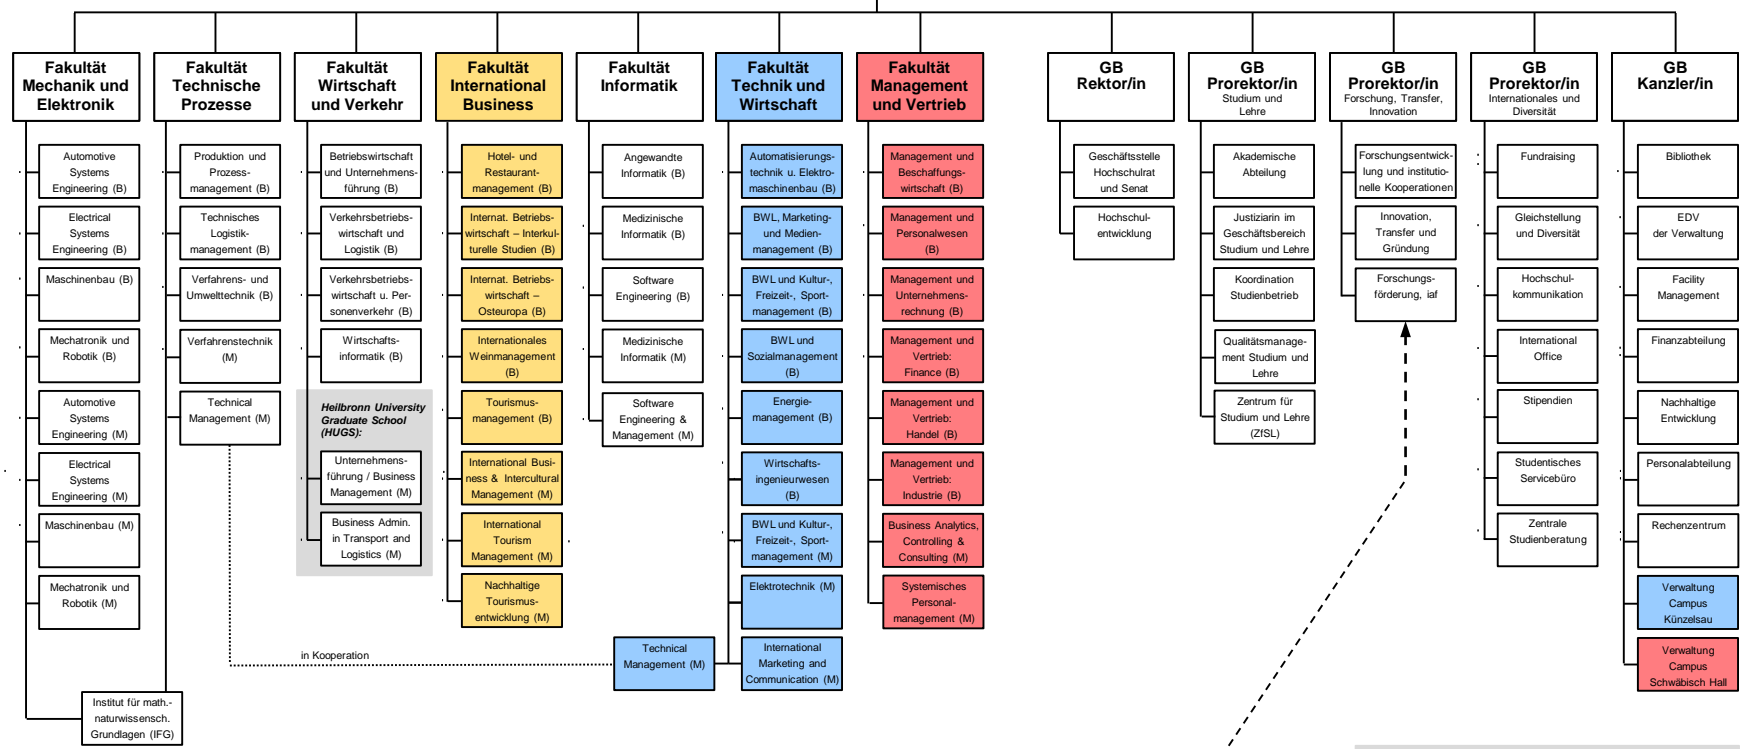 Fakultät
Mechanik und
Elektronik
Fakultät
Technische
Prozesse
Fakultät
Wirtschaft
und Verkehr
Fakultät
International
Business
Fakultät
Informatik
Fakultät
Technik und
Wirtschaft
Fakultät
Management
und Vertrieb
GB
Rektor/in
GB
Prorektor/in
Studium und
Lehre
GB
Prorektor/in
Forschung, Transfer,
Innovation
GB
Prorektor/in
Internationales und
Diversität
GB
Kanzler/in
Automotive
Systems
Engineering (B)
Electrical
Systems
Engineering (B)
Maschinenbau (B)
Mechatronik und
Robotik (B)
Automotive
Systems
Engineering (M)
Electrical
Systems
Engineering (M)
Maschinenbau (M)
Mechatronik und
Robotik (M)
Institut für math.-
naturwissensch.
Grundlagen (IFG)
Produktion und
Prozess-
management (B)
Technisches
Logistik-
management (B)
Verfahrens- und
Umwelttechnik (B)
Verfahrenstechnik
(M)
Technical
Management (M)
in Kooperation
Betriebswirtschaft
und Unternehmens-
führung (B)
Verkehrsbetriebs-
wirtschaft und
Logistik (B)
Verkehrsbetriebs-
wirtschaft u. Per-
sonenverkehr (B)
Wirtschafts-
informatik (B)
Heilbronn University
Graduate School
(HUGS):
Unternehmens-
führung / Business
Management (M)
Business Admin.
in Transport and
Logistics (M)
Hotel- und
Restaurant-
management (B)
Internat. Betriebs-
wirtschaft – Interkul-
turelle Studien (B)
Internat. Betriebs-
wirtschaft –
Osteuropa (B)
Internationales
Weinmanagement
(B)
Tourismus-
management (B)
International Busi-
ness & Intercultural
Management (M)
International
Tourism
Management (M)
Nachhaltige
Tourismus-
entwicklung (M)
Angewandte
Informatik (B)
Medizinische
Informatik (B)
Software
Engineering (B)
Medizinische
Informatik (M)
Software
Engineering &
Management (M)
Automatisierungs-
technik u. Elektro-
maschinenbau (B)
BWL, Marketing-
und Medien-
management (B)
BWL und Kultur-,
Freizeit-, Sport-
management (B)
BWL und
Sozialmanagement
(B)
Energie-
management (B)
Wirtschafts-
ingenieurwesen
(B)
BWL und Kultur-,
Freizeit-, Sport-
management (M)
Elektrotechnik (M)
Technical
Management (M)
International
Marketing and
Communication (M)
Management und
Beschaffungs-
wirtschaft (B)
Management und
Personalwesen
(B)
Management und
Unternehmens-
rechnung (B)
Management und
Vertrieb:
Finance (B)
Management und
Vertrieb:
Handel (B)
Management und
Vertrieb:
Industrie (B)
Business Analytics,
Controlling &
Consulting (M)
Systemisches
Personal-
management (M)
Geschäftsstelle
Hochschulrat
und Senat
Hochschul-
entwicklung
Akademische
Abteilung
Justiziarin im
Geschäftsbereich
Studium und Lehre
Koordination
Studienbetrieb
Qualitätsmanage-
ment Studium und
Lehre
Zentrum für
Studium und Lehre
(ZfSL)
Forschungsentwick-
lung und institutio-
nelle Kooperationen
Innovation,
Transfer und
Gründung
Forschungs-
förderung, iaf
Fundraising
Gleichstellung
und Diversität
Hochschul-
kommunikation
International
Office
Stipendien
Studentisches
Servicebüro
Zentrale
Studienberatung
Bibliothek
EDV
der Verwaltung
Facility
Management
Finanzabteilung
Nachhaltige
Entwicklung
Personalabteilung
Rechenzentrum
Verwaltung
Campus
Künzelsau
Verwaltung
Campus
Schwäbisch Hall